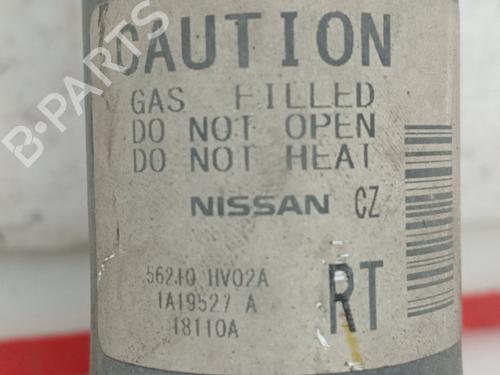 CAUTION
GAS FILLED
DO NOT OPEN
DO NOT HEAT
NISSAN CZ
56210 HV02A
1A19527 A
18110A
RT
B-PARTS